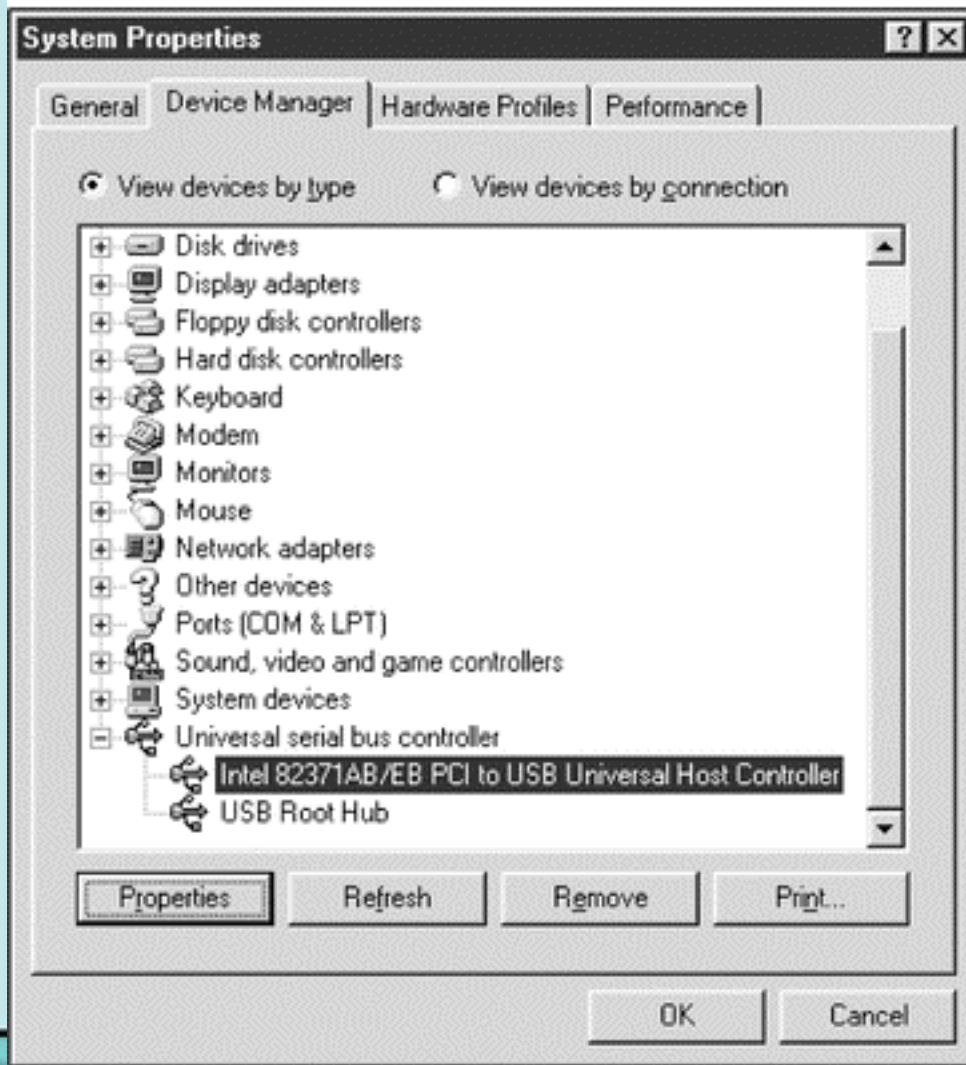 System Properties
General Device Manager Hardware Profiles Performance
View devices by type View devices by connection
Disk drives
Display adapters
Floppy disk controllers
Hard disk controllers
Keyboard
Modem
Monitors
Mouse
Network adapters
Other devices
Ports (COM & LPT)
Sound, video and game controllers
System devices
Universal serial bus controller
Intel 82371AB/EB PCI to USB Universal Host Controller
USB Root Hub
Properties Refresh Remove Print...
OK Cancel